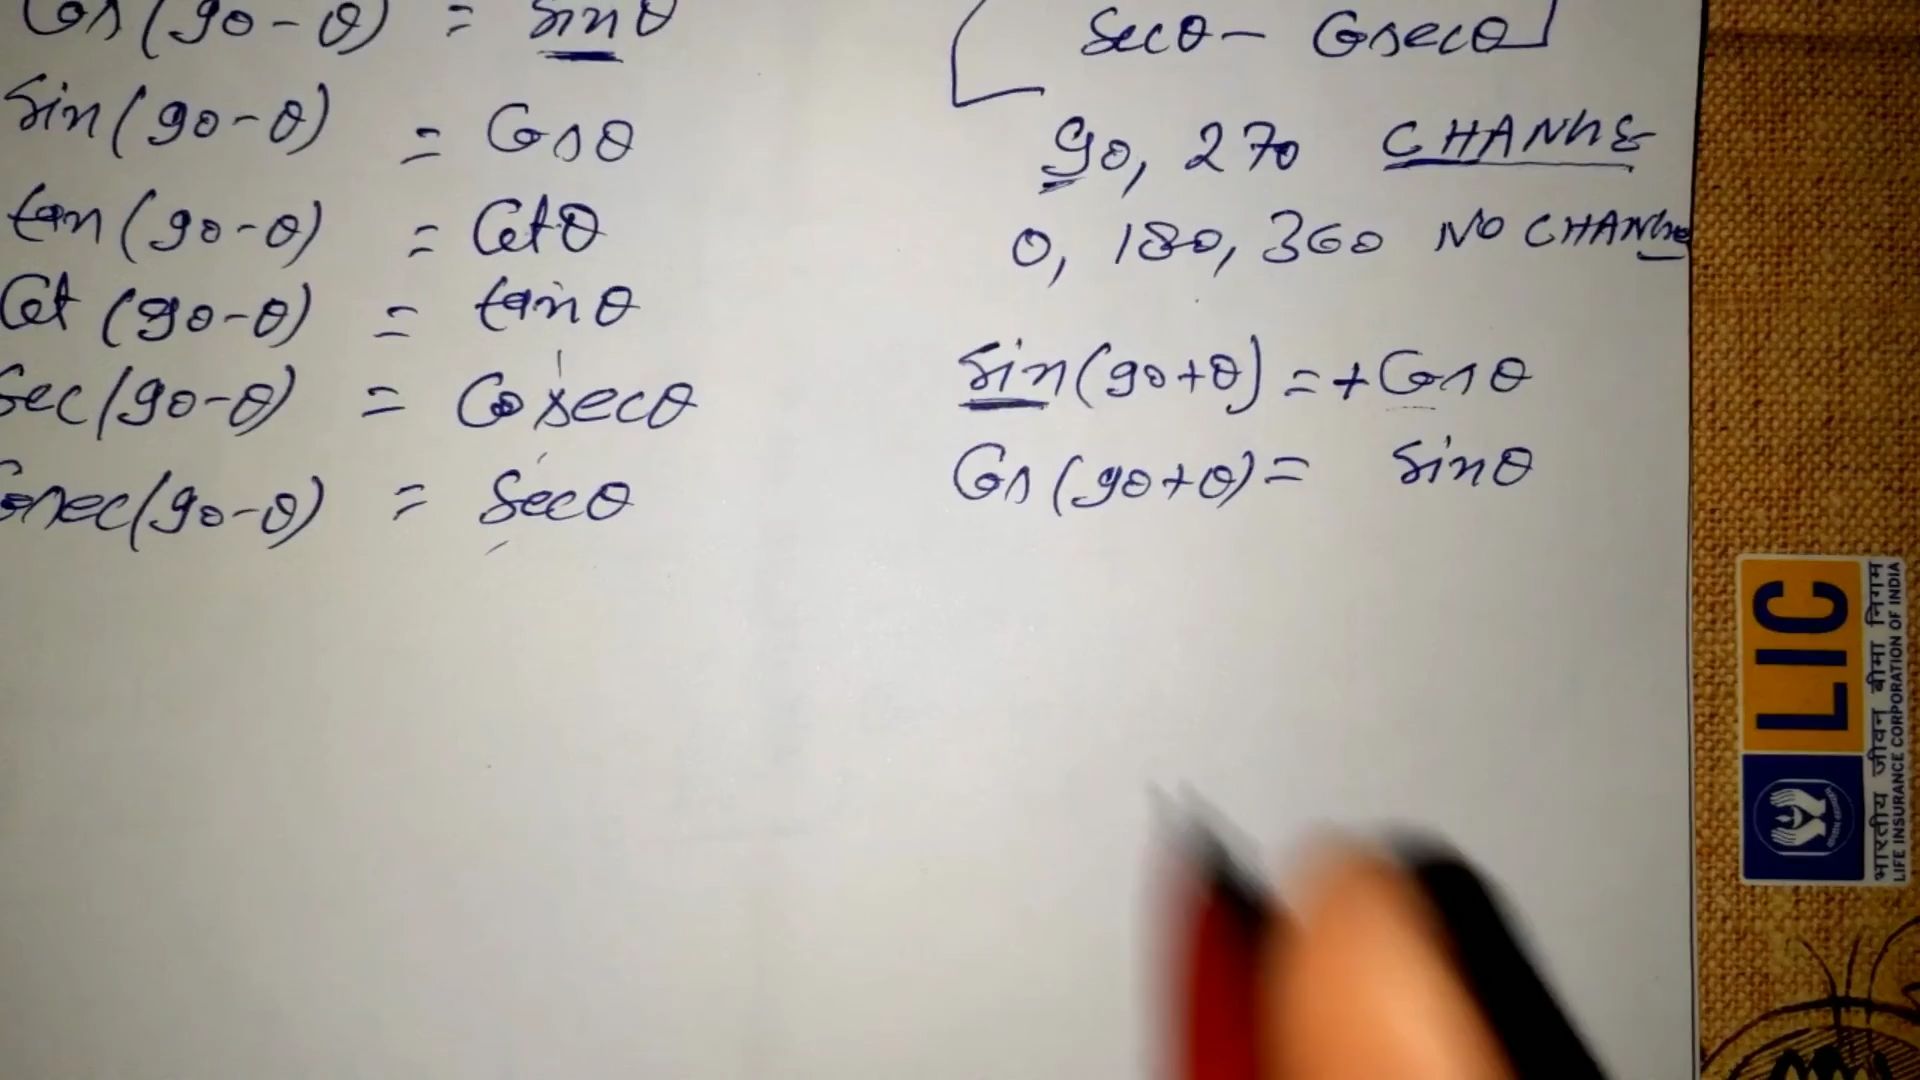 Cos(90-θ) = sinθ
Sin(90-θ) = Cosθ
tan(90-θ) = Cotθ
Cot(90-θ) = tanθ
Sec(90-θ) = Cosecθ
Cosec(90-θ) = Secθ
Secθ - Cosecθ
90, 270 CHANGE
0, 180, 360 NO CHANGE
Sin(90+θ) = +Cosθ
Cos(90+θ) = Sinθ
LIC
भारतीय जीवन बीमा निगम
LIFE INSURANCE CORPORATION OF INDIA